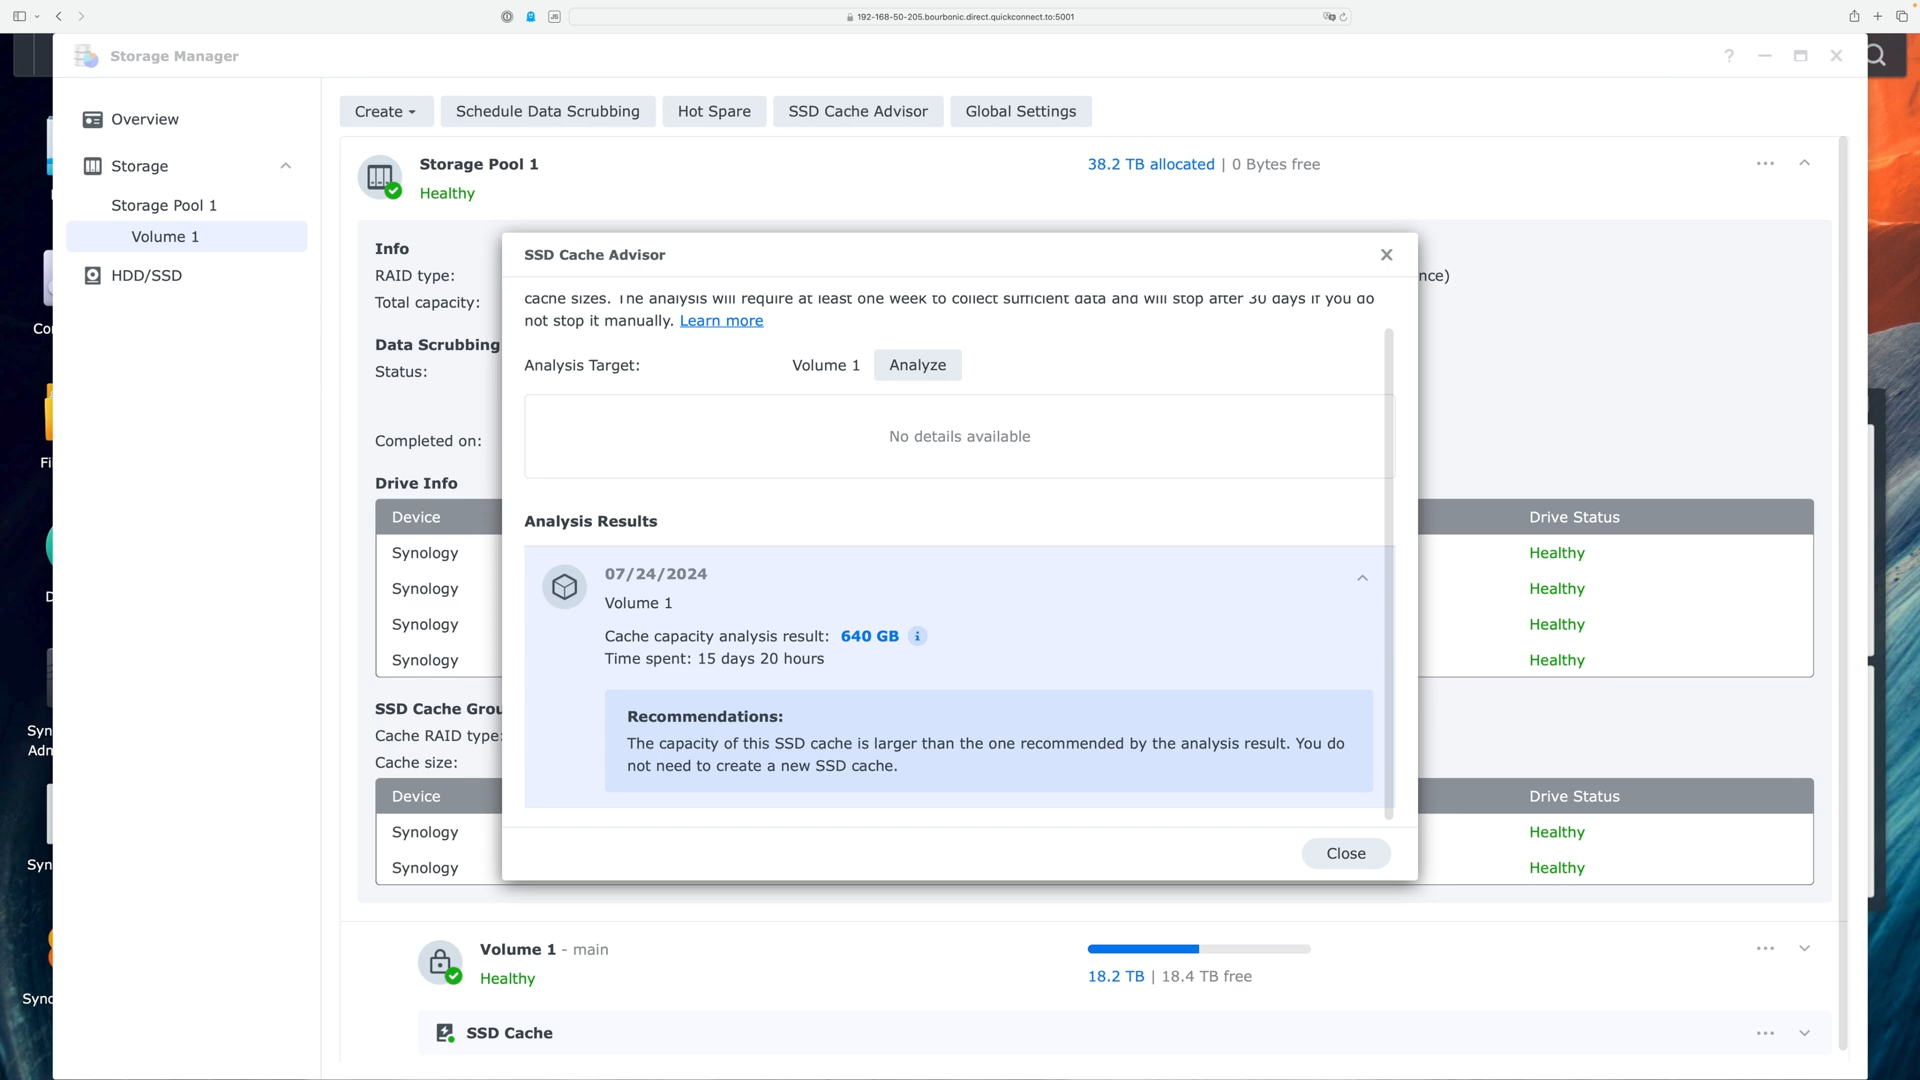 192-168-50-205.bourbonic.direct.quickconnect.to:5001
Storage Manager
Overview
Storage
Storage Pool 1
Volume 1
HDD/SSD
Create
Schedule Data Scrubbing
Hot Spare
SSD Cache Advisor
Global Settings
Storage Pool 1
38.2 TB allocated | 0 Bytes free
Healthy
Info
RAID type:
nce)
Total capacity:
Data Scrubbing
Status:
Completed on:
Drive Info
Device
Drive Status
Synology
Healthy
Synology
Healthy
Synology
Healthy
Synology
Healthy
SSD Cache Grou
Cache RAID type:
Cache size:
Device
Drive Status
Synology
Healthy
Synology
Healthy
SSD Cache Advisor
cache sizes. The analysis will require at least one week to collect sufficient data and will stop after 30 days if you do
not stop it manually. Learn more
Analysis Target:
Volume 1
Analyze
No details available
Analysis Results
07/24/2024
Volume 1
Cache capacity analysis result: 640 GB
Time spent: 15 days 20 hours
Recommendations:
The capacity of this SSD cache is larger than the one recommended by the analysis result. You do
not need to create a new SSD cache.
Close
Volume 1 - main
Healthy
18.2 TB | 18.4 TB free
SSD Cache
Co
Fi
D
Syn
Adn
Syn
Sync